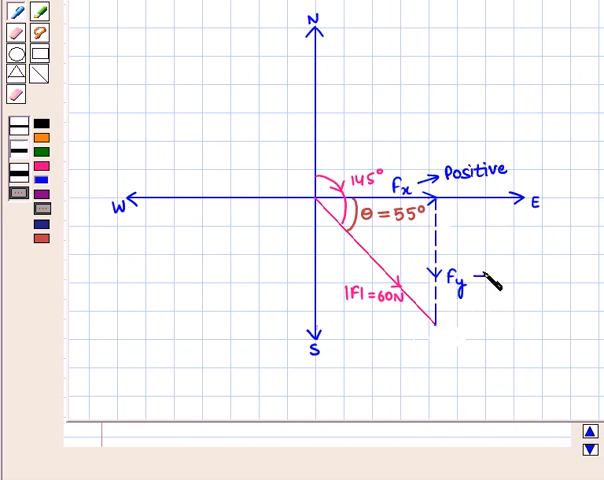 N
145°
Fx → Positive
W
E
θ = 55°
Fy
|F| = 60N
S